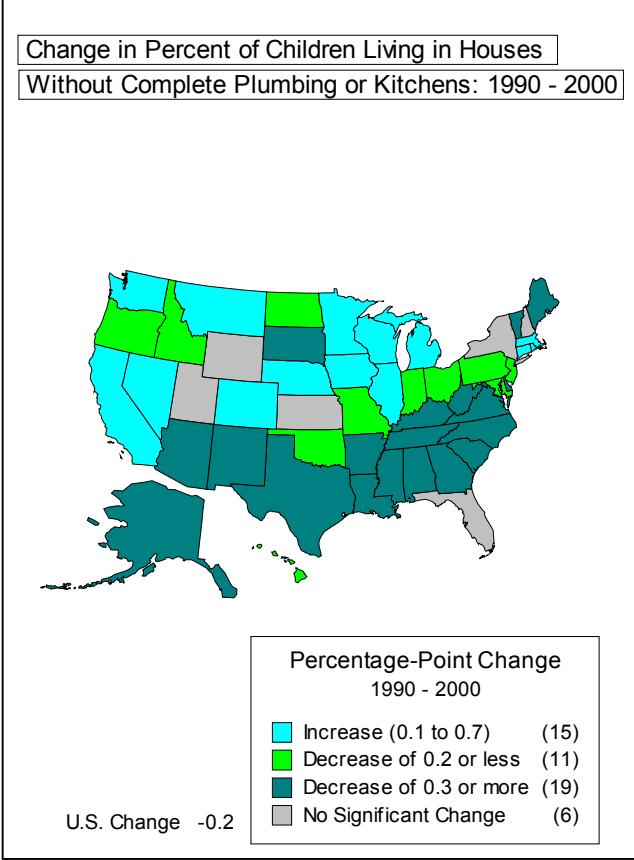 Change in Percent of Children Living in Houses
Without Complete Plumbing or Kitchens: 1990 - 2000
Percentage-Point Change
1990 - 2000
Increase (0.1 to 0.7) (15)
Decrease of 0.2 or less (11)
Decrease of 0.3 or more (19)
No Significant Change (6)
U.S. Change -0.2